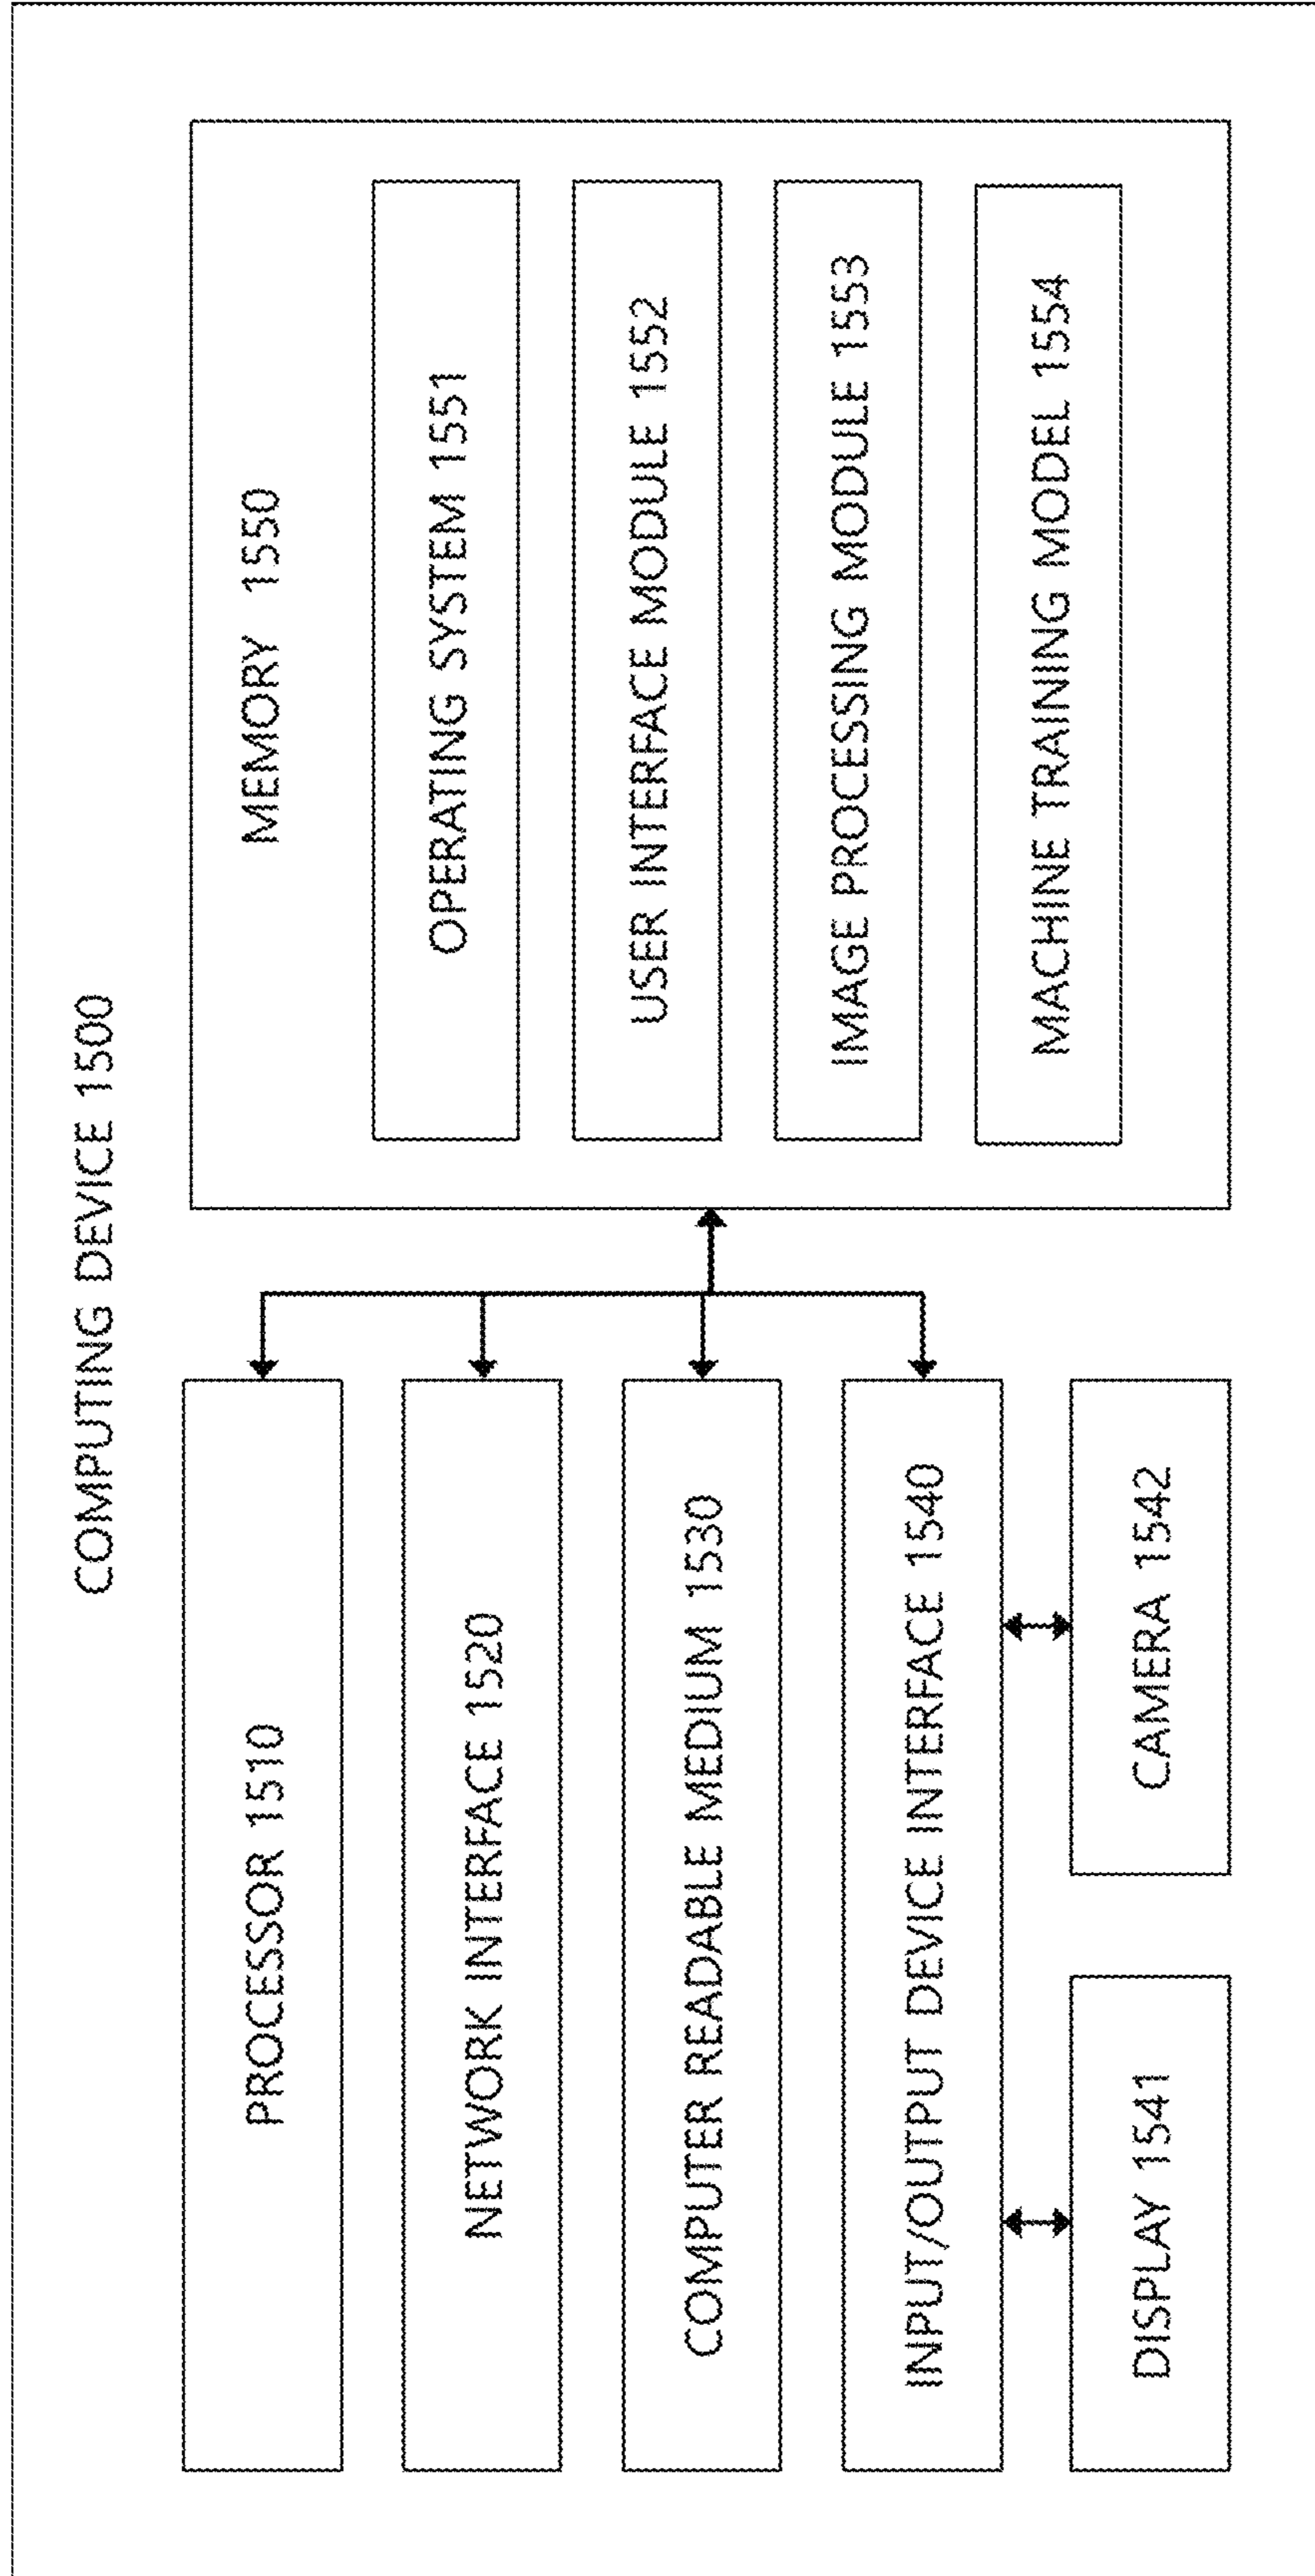 COMPUTING DEVICE 1500
PROCESSOR 1510
NETWORK INTERFACE 1520
COMPUTER READABLE MEDIUM 1530
INPUT/OUTPUT DEVICE INTERFACE 1540
DISPLAY 1541
CAMERA 1542
MEMORY 1550
OPERATING SYSTEM 1551
USER INTERFACE MODULE 1552
IMAGE PROCESSING MODULE 1553
MACHINE TRAINING MODEL 1554